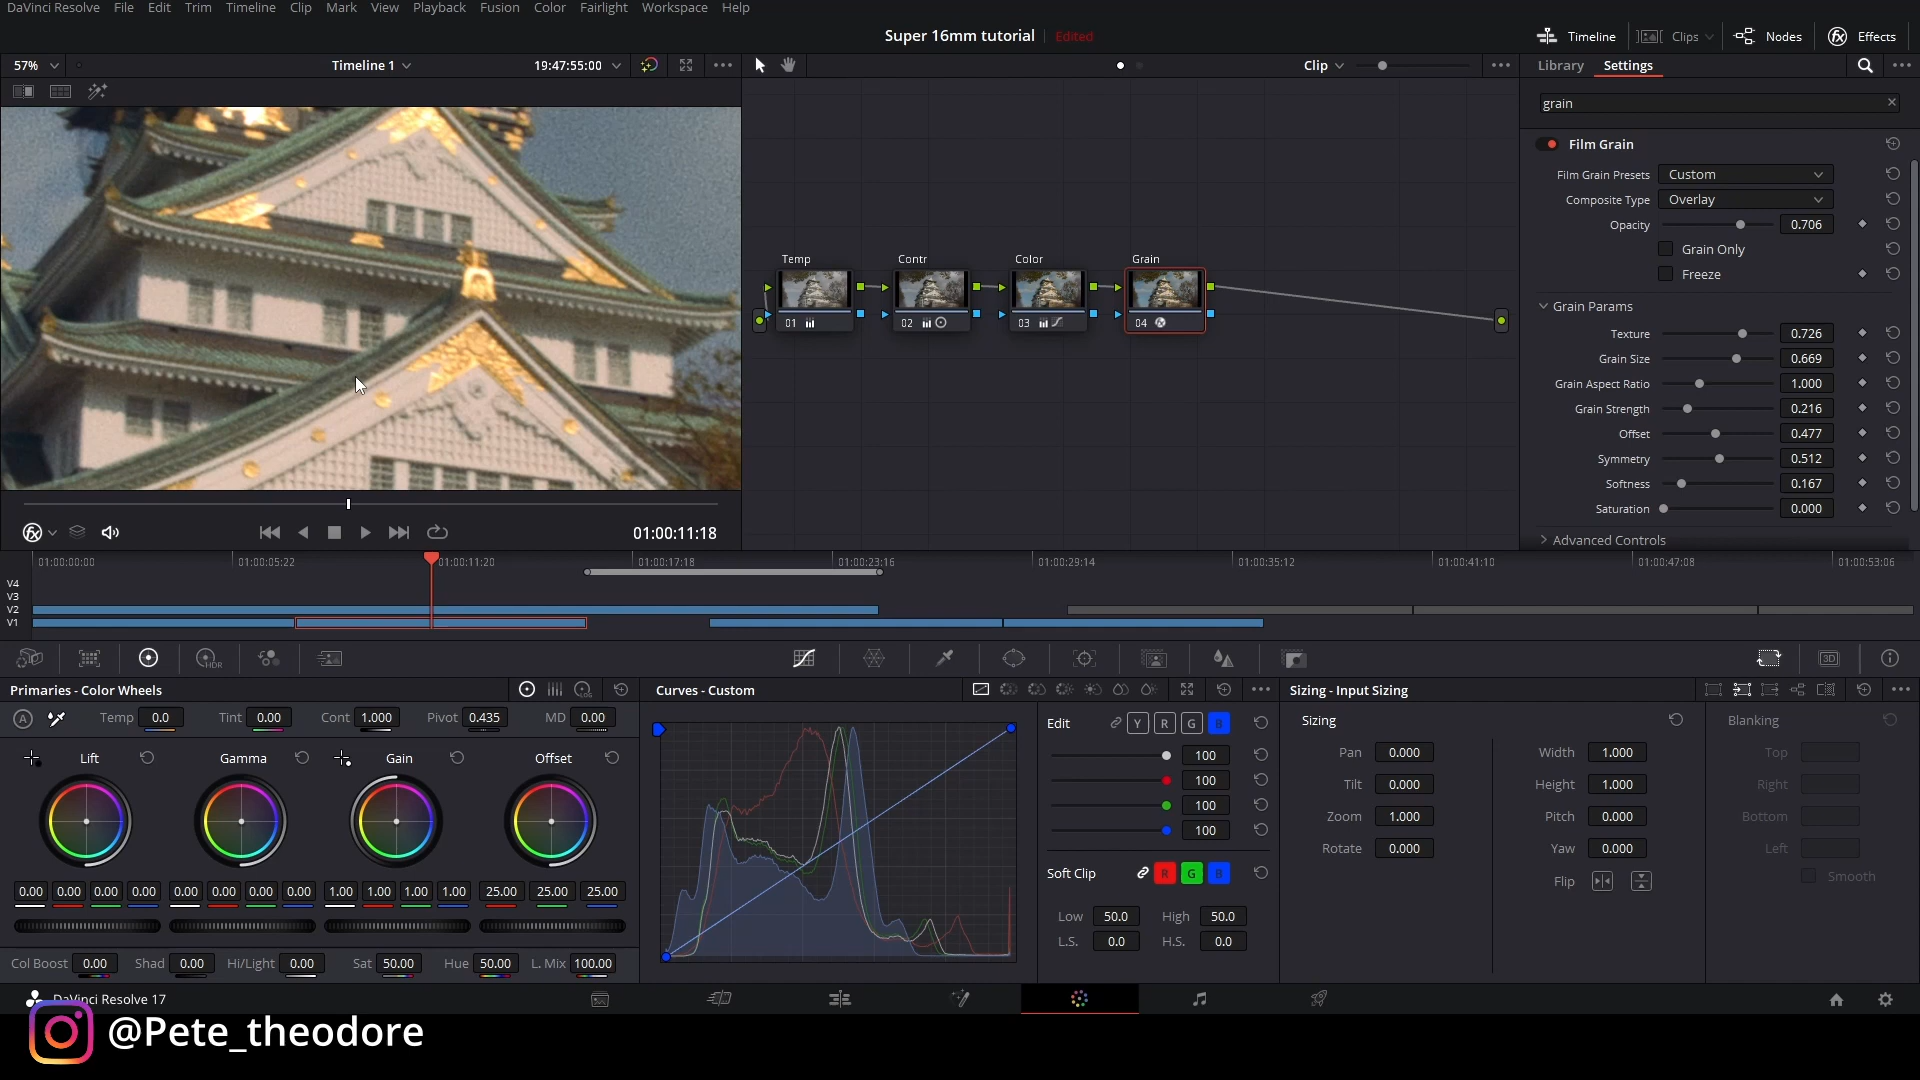 DaVinci Resolve File Edit Trim Timeline Clip Mark View Playback Fusion Color Fairlight Workspace Help
Super 16mm tutorial Edited
Timeline Clips Nodes Effects
57% Timeline 1 19:47:55:00 Clip Library Settings
grain
Film Grain
Film Grain Presets Custom
Composite Type Overlay
Opacity 0.706
Grain Only
Freeze
Grain Params
Texture 0.726
Grain Size 0.669
Grain Aspect Ratio 1.000
Grain Strength 0.216
Offset 0.477
Symmetry 0.512
Softness 0.167
Saturation 0.000
Advanced Controls
Temp Contr Color Grain
01 02 03 04
01:00:11:18
01:00:00:00 01:00:05:22 01:00:11:20 01:00:17:18 01:00:23:16 01:00:29:14 01:00:35:12 01:00:41:10 01:00:47:08 01:00:53:06
V4
V3
V2
V1
HDR 3D
Primaries - Color Wheels LOG
A Temp 0.0 Tint 0.00 Cont 1.000 Pivot 0.435 MD 0.00
Lift Gamma Gain Offset
0.00 0.00 0.00 0.00 0.00 0.00 0.00 0.00 1.00 1.00 1.00 1.00 25.00 25.00 25.00
Col Boost 0.00 Shad 0.00 Hi/Light 0.00 Sat 50.00 Hue 50.00 L. Mix 100.00
Curves - Custom
Edit Y R G B
100
100
100
100
Soft Clip R G B
Low 50.0 High 50.0
L.S. 0.0 H.S. 0.0
Sizing - Input Sizing
Sizing Blanking
Pan 0.000 Width 1.000 Top
Tilt 0.000 Height 1.000 Right
Zoom 1.000 Pitch 0.000 Bottom
Rotate 0.000 Yaw 0.000 Left
Flip Smooth
DaVinci Resolve 17
@Pete_theodore